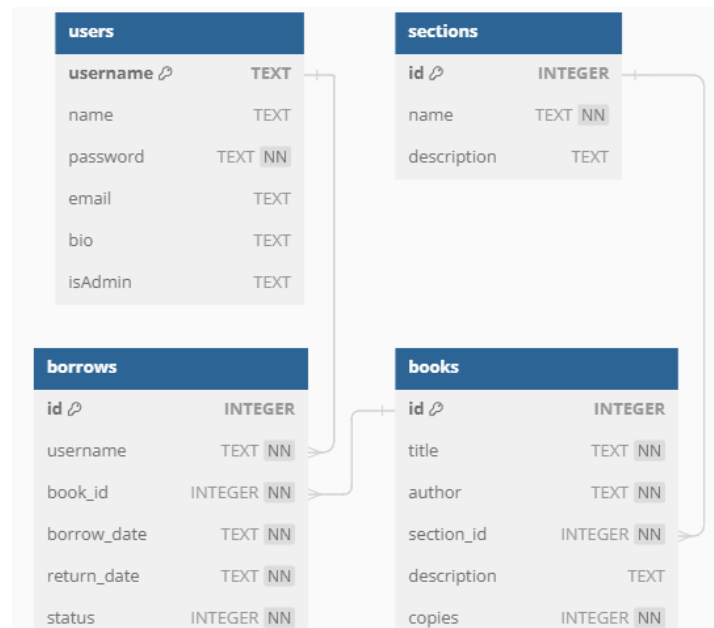 users
username TEXT
name TEXT
password TEXT NN
email TEXT
bio TEXT
isAdmin TEXT
sections
id INTEGER
name TEXT NN
description TEXT
borrows
id INTEGER
username TEXT NN
book_id INTEGER NN
borrow_date TEXT NN
return_date TEXT NN
status INTEGER NN
books
id INTEGER
title TEXT NN
author TEXT NN
section_id INTEGER NN
description TEXT
copies INTEGER NN